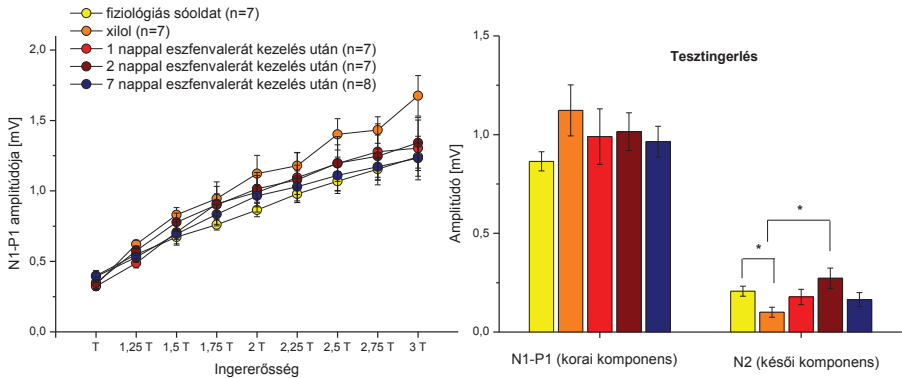 fiziológiás sóoldat (n=7)
xilol (n=7)
1 nappal eszfenvalerát kezelés után (n=7)
2 nappal eszfenvalerát kezelés után (n=7)
7 nappal eszfenvalerát kezelés után (n=8)
N1-P1 amplitúdója [mV]
2,0
1,5
1,0
0,5
0,0
T 1,25 T 1,5 T 1,75 T 2 T 2,25 T 2,5 T 2,75 T 3 T
Ingererősség
Tesztingerlés
Amplitúdó [mV]
1,5
1,0
0,5
0,0
*
*
N1-P1 (korai komponens)
N2 (késői komponens)